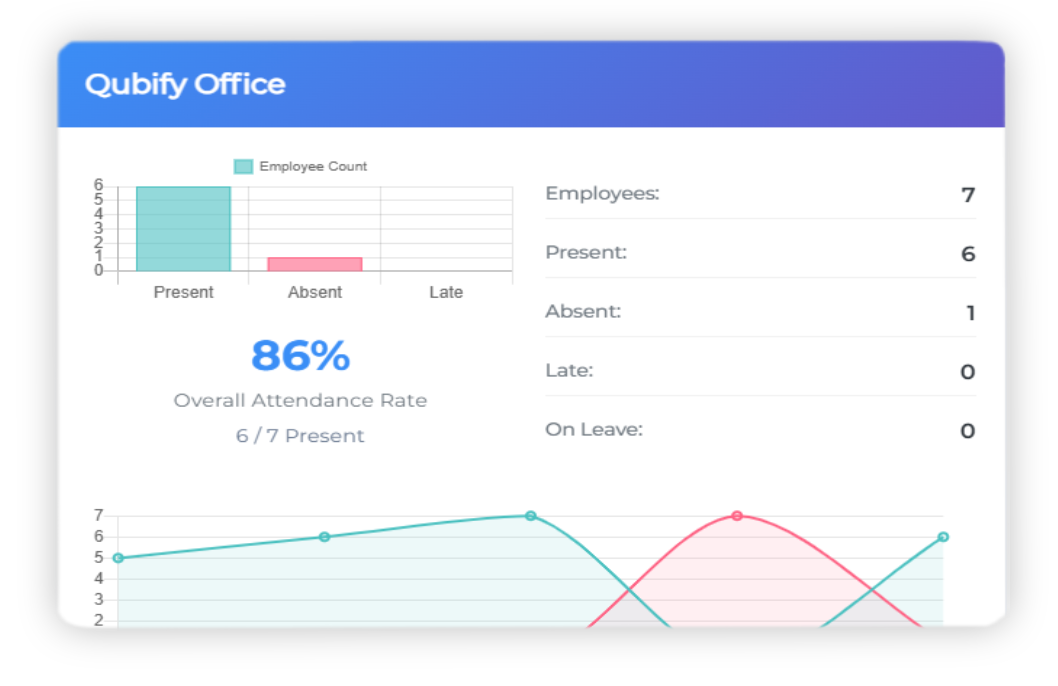 Qubify Office
Employee Count
6
5
4
3
2
1
0
Present Absent Late
86%
Overall Attendance Rate
6 / 7 Present
Employees: 7
Present: 6
Absent: 1
Late: 0
On Leave: 0
7
6
5
4
3
2